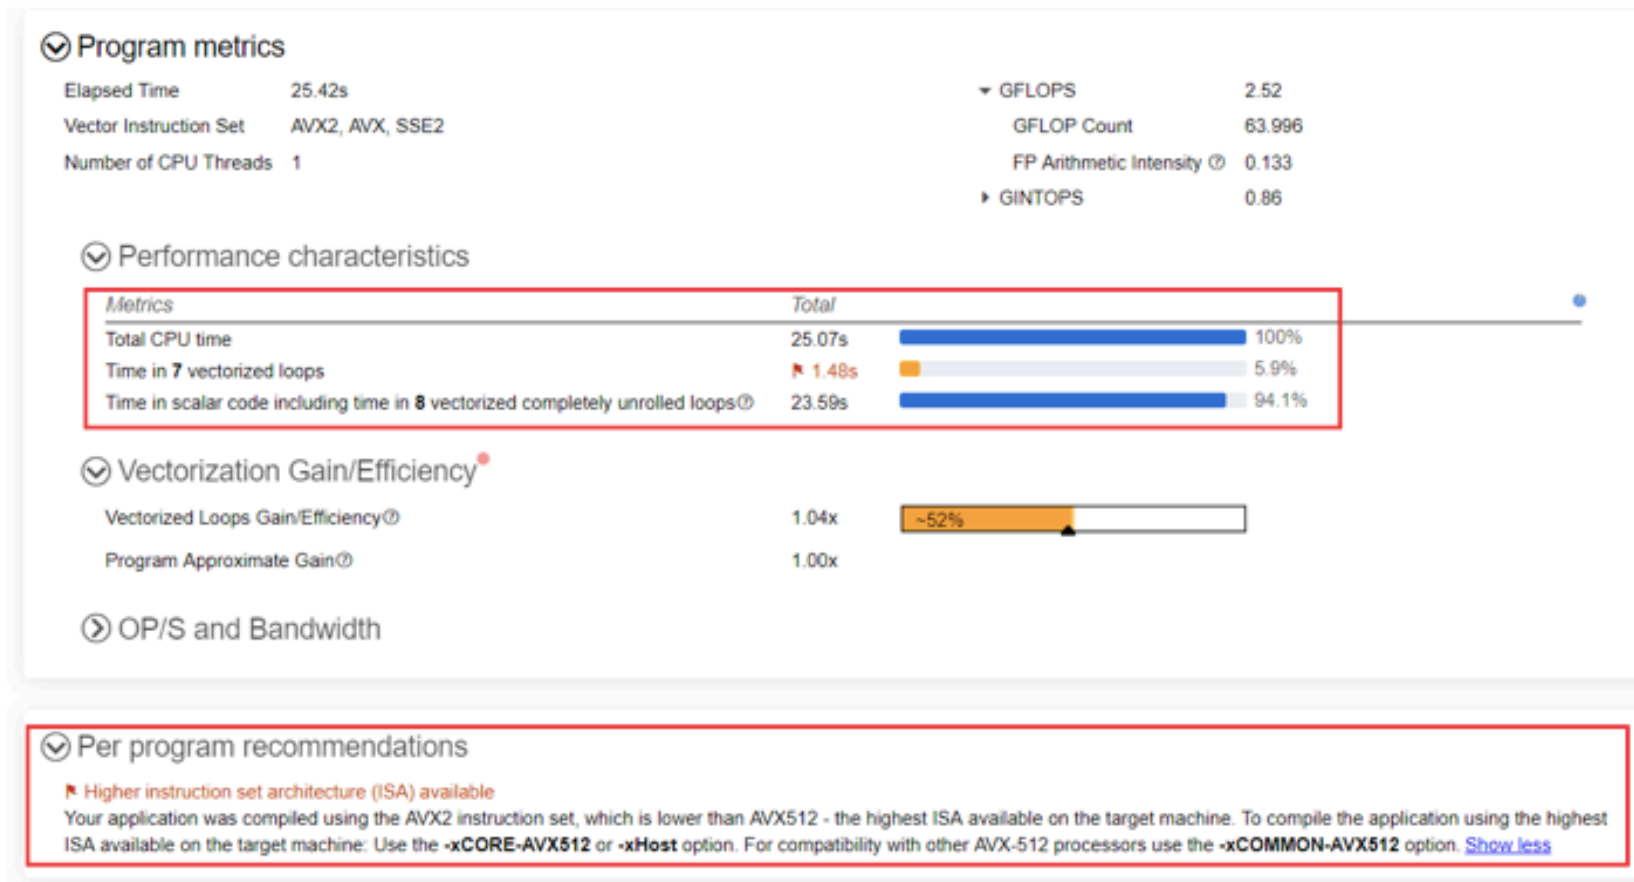 Program metrics
Elapsed Time 25.42s
Vector Instruction Set AVX2, AVX, SSE2
Number of CPU Threads 1
GFLOPS 2.52
GFLOP Count 63.996
FP Arithmetic Intensity 0.133
GINTOPS 0.86
Performance characteristics
Metrics Total
Total CPU time 25.07s 100%
Time in 7 vectorized loops 1.48s 5.9%
Time in scalar code including time in 8 vectorized completely unrolled loops 23.59s 94.1%
Vectorization Gain/Efficiency
Vectorized Loops Gain/Efficiency 1.04x ~52%
Program Approximate Gain 1.00x
OP/S and Bandwidth
Per program recommendations
Higher instruction set architecture (ISA) available
Your application was compiled using the AVX2 instruction set, which is lower than AVX512 - the highest ISA available on the target machine. To compile the application using the highest
ISA available on the target machine: Use the -xCORE-AVX512 or -xHost option. For compatibility with other AVX-512 processors use the -xCOMMON-AVX512 option. Show less